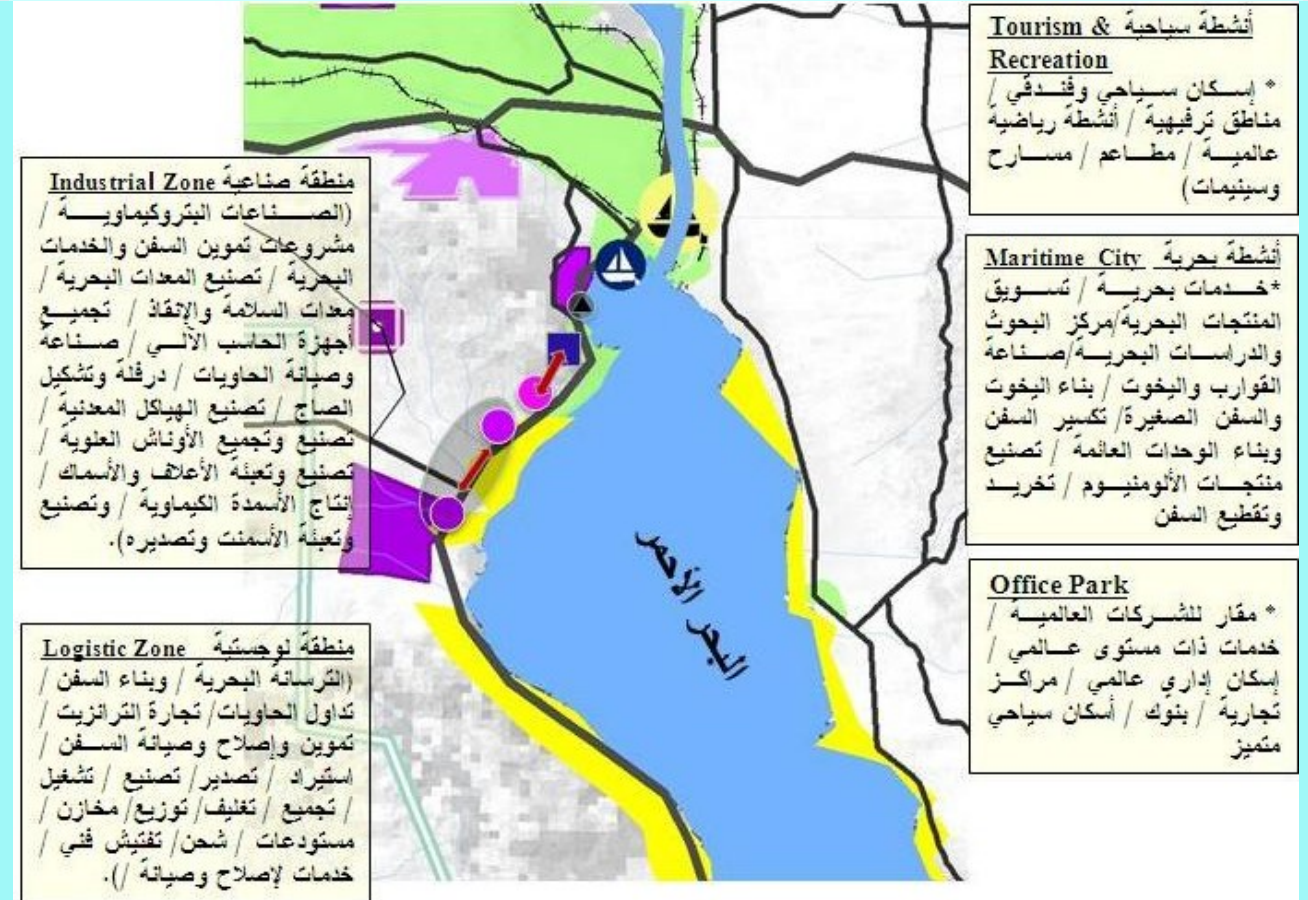 أنشطة سياحية Tourism &
Recreation
* إسكان سياحي وفندقي /
مناطق ترفيهية / أنشطة رياضية
عالمية / مطاعم / مسارح
وسينيمات)
أنشطة بحرية Maritime City
*خدمات بحرية / تسويق
المنتجات البحرية/مركز البحوث
والدراسات البحرية/صناعة
القوارب واليخوت / بناء اليخوت
والسفن الصغيرة/ تكسير السفن
وبناء الوحدات العائمة / تصنيع
منتجات الألومنيوم / تخريد
وتقطيع السفن
Office Park
* مقار للشركات العالمية /
خدمات ذات مستوى عالمي /
إسكان إداري عالمي / مراكز
تجارية / بنوك / أسكان سياحي
متميز
البحر الأحمر
منطقة صناعية Industrial Zone
(الصناعات البتروكيماوية /
مشروعات تموين السفن والخدمات
البحرية / تصنيع المعدات البحرية /
معدات السلامة والإنقاذ / تجميع
أجهزة الحاسب الآلي / صناعة
وصيانة الحاويات / درفلة وتشكيل
الصاج / تصنيع الهياكل المعدنية /
تصنيع وتجميع الأوناش العلوية /
تصنيع وتعبئة الأعلاف والأسماك /
إنتاج الأسمدة الكيماوية / وتصنيع
وتعبئة الأسمنت وتصديره).
منطقة لوجستية Logistic Zone
(الترسانة البحرية / وبناء السفن /
تداول الحاويات/ تجارة الترانزيت /
تموين وإصلاح وصيانة السفن /
استيراد / تصدير/ تصنيع / تشغيل
/ تجميع / تغليف/ توزيع/ مخازن /
مستودعات / شحن/ تفتيش فني /
خدمات لإصلاح وصيانة /).